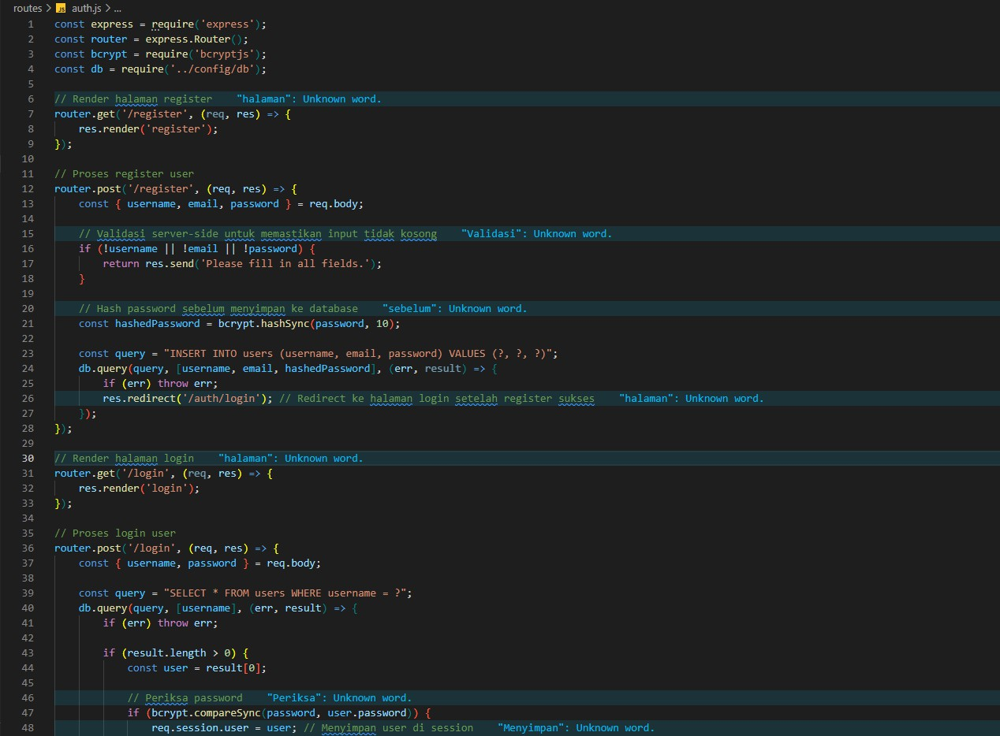 routes > JS auth.js > ...
1 const express = require('express');
2 const router = express.Router();
3 const bcrypt = require('bcryptjs');
4 const db = require('../config/db');
5
6 // Render halaman register "halaman": Unknown word.
7 router.get('/register', (req, res) => {
8 res.render('register');
9 });
10
11 // Proses register user
12 router.post('/register', (req, res) => {
13 const { username, email, password } = req.body;
14
15 // Validasi server-side untuk memastikan input tidak kosong "Validasi": Unknown word.
16 if (!username || !email || !password) {
17 return res.send('Please fill in all fields.');
18 }
19
20 // Hash password sebelum menyimpan ke database "sebelum": Unknown word.
21 const hashedPassword = bcrypt.hashSync(password, 10);
22
23 const query = "INSERT INTO users (username, email, password) VALUES (?, ?, ?)";
24 db.query(query, [username, email, hashedPassword], (err, result) => {
25 if (err) throw err;
26 res.redirect('/auth/login'); // Redirect ke halaman login setelah register sukses "halaman": Unknown word.
27 });
28 });
29
30 // Render halaman login "halaman": Unknown word.
31 router.get('/login', (req, res) => {
32 res.render('login');
33 });
34
35 // Proses login user
36 router.post('/login', (req, res) => {
37 const { username, password } = req.body;
38
39 const query = "SELECT * FROM users WHERE username = ?";
40 db.query(query, [username], (err, result) => {
41 if (err) throw err;
42
43 if (result.length > 0) {
44 const user = result[0];
45
46 // Periksa password "Periksa": Unknown word.
47 if (bcrypt.compareSync(password, user.password)) {
48 req.session.user = user; // Menyimpan user di session "Menyimpan": Unknown word.